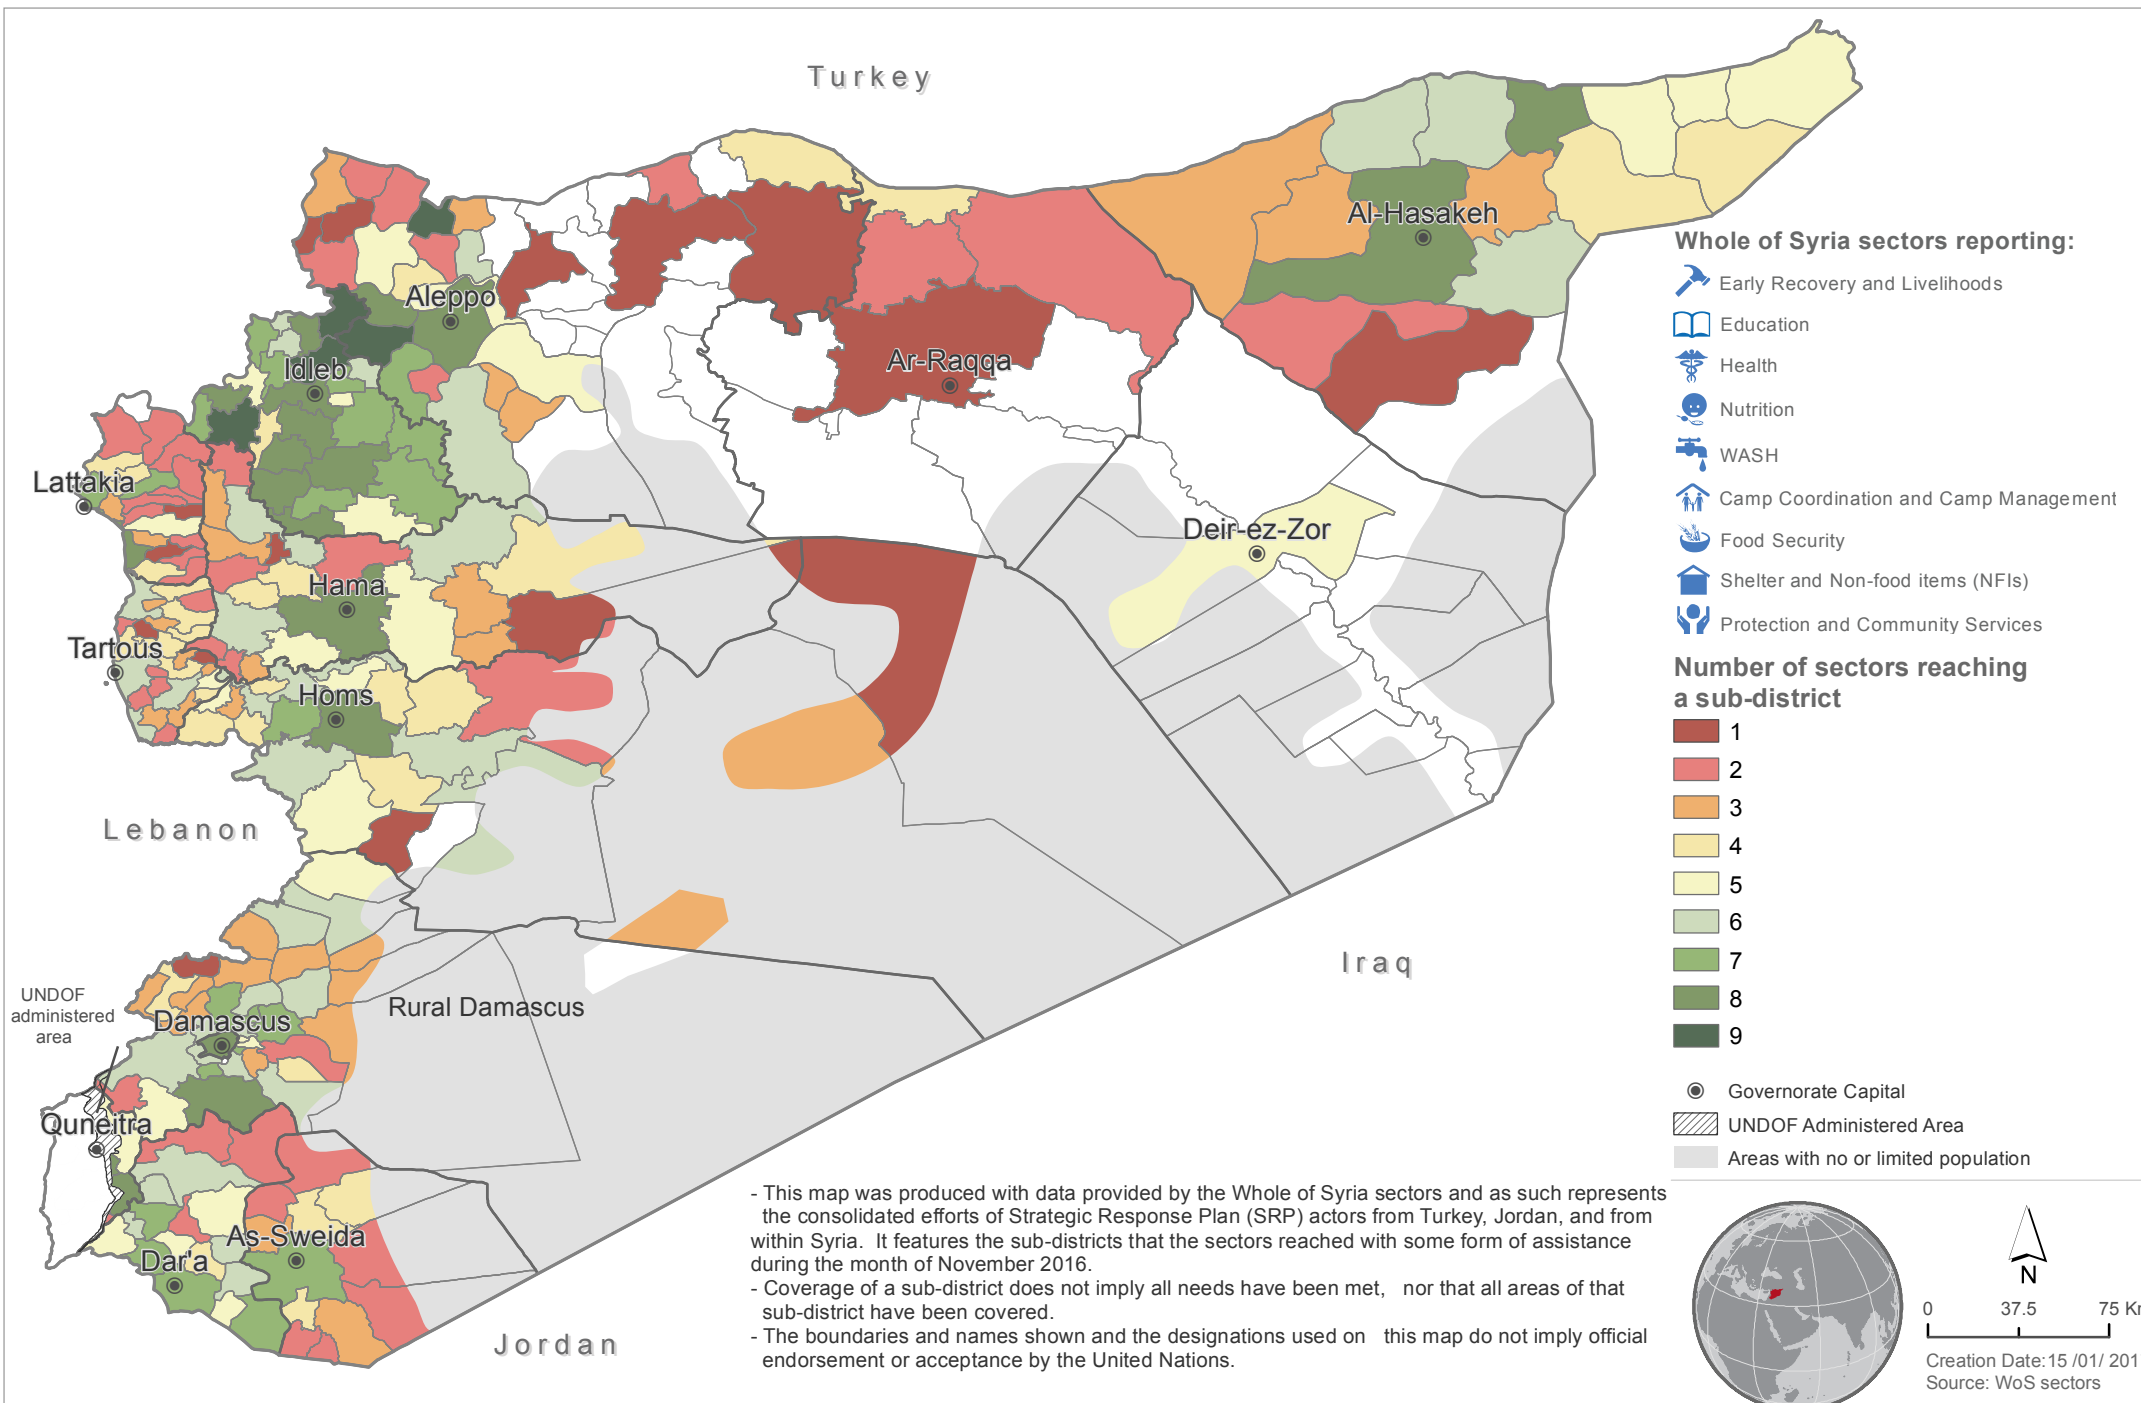 Turkey
Al-Hasakeh
Aleppo
Ar-Raqqa
Idleb
Lattakia
Deir-ez-Zor
Hama
Tartous
Homs
Lebanon
Iraq
UNDOF
administered
area
Rural Damascus
Damascus
Quneitra
As-Sweida
Dar'a
Jordan
Whole of Syria sectors reporting:
Early Recovery and Livelihoods
Education
Health
Nutrition
WASH
Camp Coordination and Camp Management
Food Security
Shelter and Non-food items (NFIs)
Protection and Community Services
Number of sectors reaching
a sub-district
1
2
3
4
5
6
7
8
9
Governorate Capital
UNDOF Administered Area
Areas with no or limited population
- This map was produced with data provided by the Whole of Syria sectors and as such represents
the consolidated efforts of Strategic Response Plan (SRP) actors from Turkey, Jordan, and from
within Syria. It features the sub-districts that the sectors reached with some form of assistance
during the month of November 2016.
- Coverage of a sub-district does not imply all needs have been met, nor that all areas of that
sub-district have been covered.
- The boundaries and names shown and the designations used on this map do not imply official
endorsement or acceptance by the United Nations.
N
0 37.5 75
Creation Date:15 /01/ 201
Source: WoS sectors